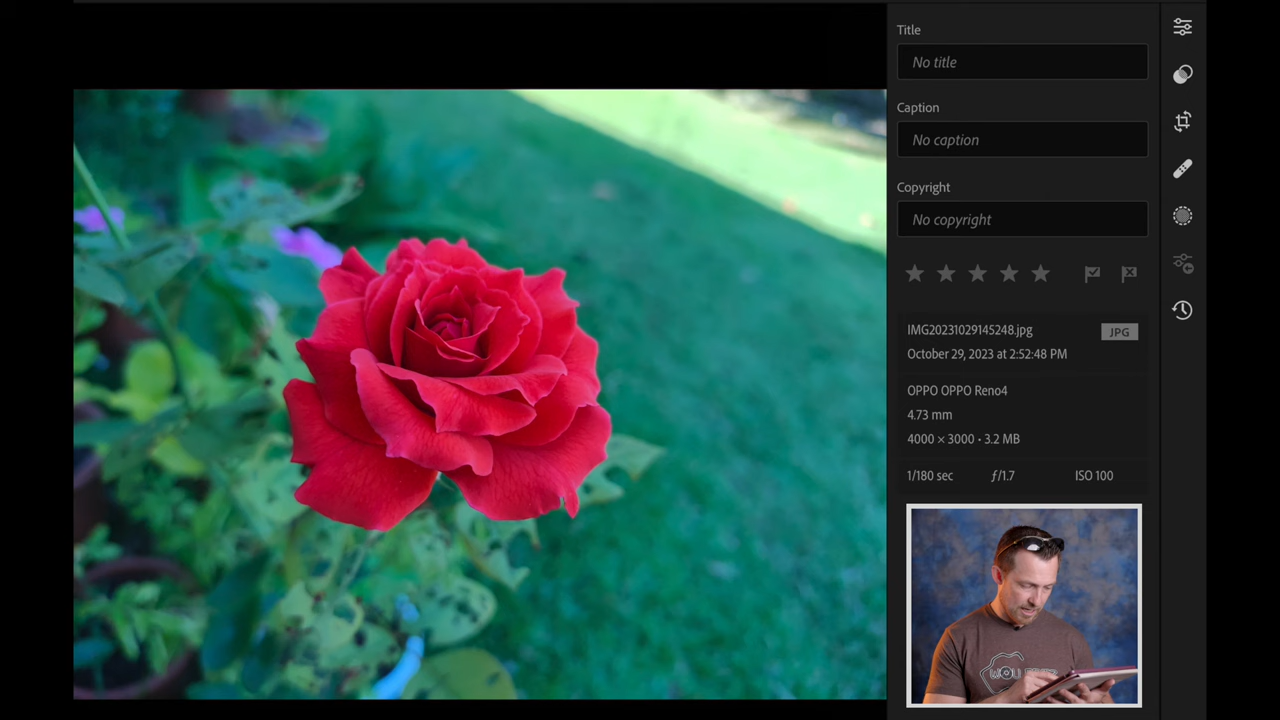 Title
No title
Caption
No caption
Copyright
No copyright
IMG20231029145248.jpg
JPG
October 29, 2023 at 2:52:48 PM
OPPO OPPO Reno4
4.73 mm
4000 × 3000 • 3.2 MB
1/180 sec ƒ/1.7 ISO 100